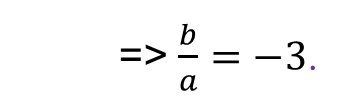 => b/a = −3.